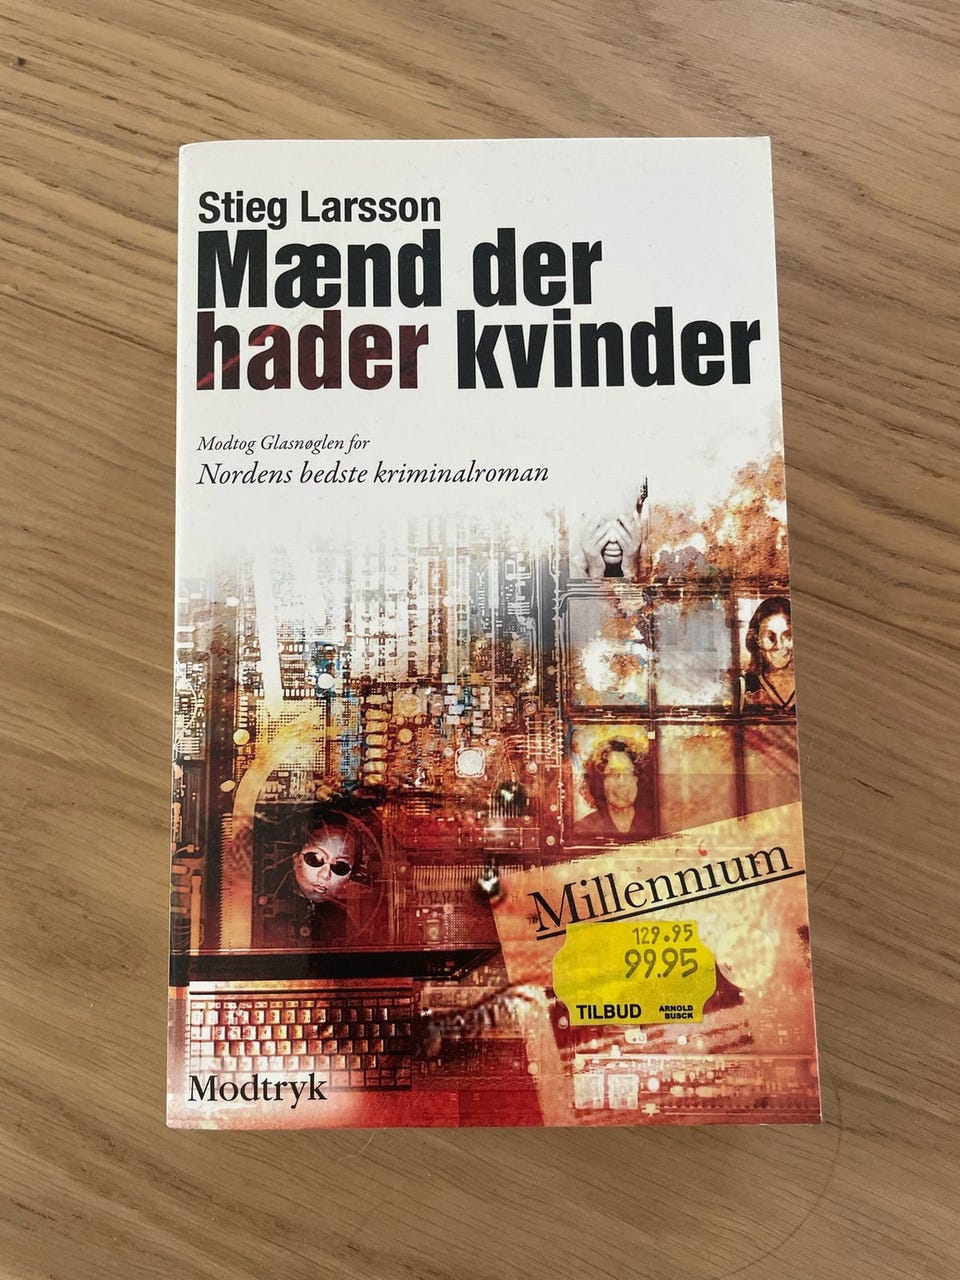 Stieg Larsson
Mænd der
hader kvinder
Modtog Glasnøglen for
Nordens bedste kriminalroman
Millennium
129.95
99.95
TILBUD
ARNOLD
BUSCK
Modtryk